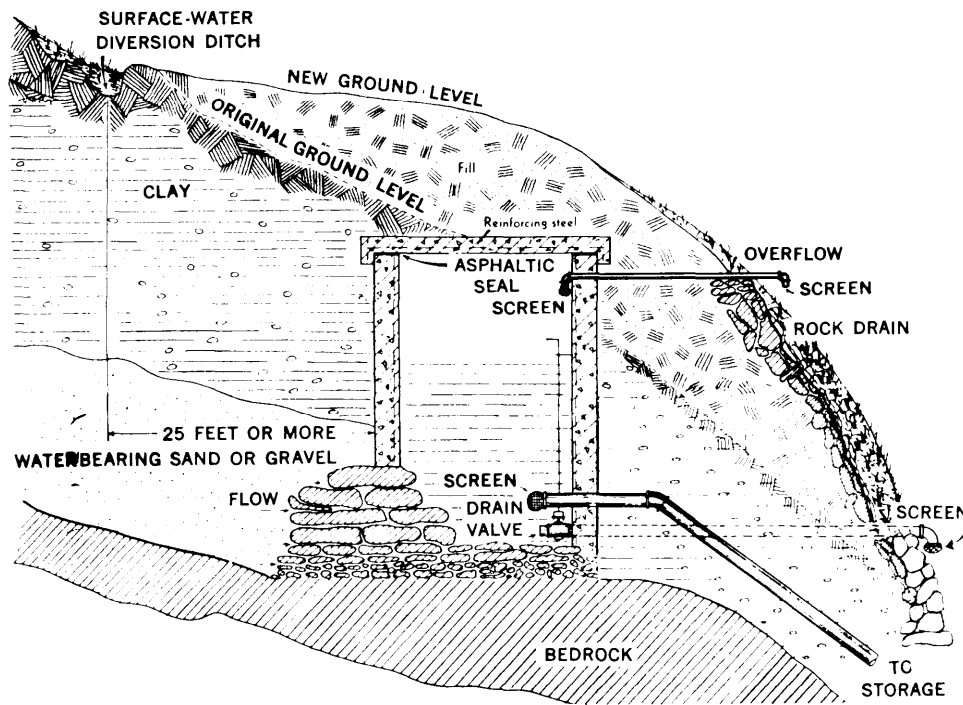 SURFACE-WATER
DIVERSION DITCH
NEW GROUND LEVEL
ORIGINAL GROUND LEVEL
Fill
CLAY
Reinforcing steel
ASPHALTIC
SEAL
SCREEN
OVERFLOW
SCREEN
ROCK DRAIN
25 FEET OR MORE
WATERBEARING SAND OR GRAVEL
FLOW
SCREEN
DRAIN
VALVE
SCREEN
BEDROCK
TO
STORAGE